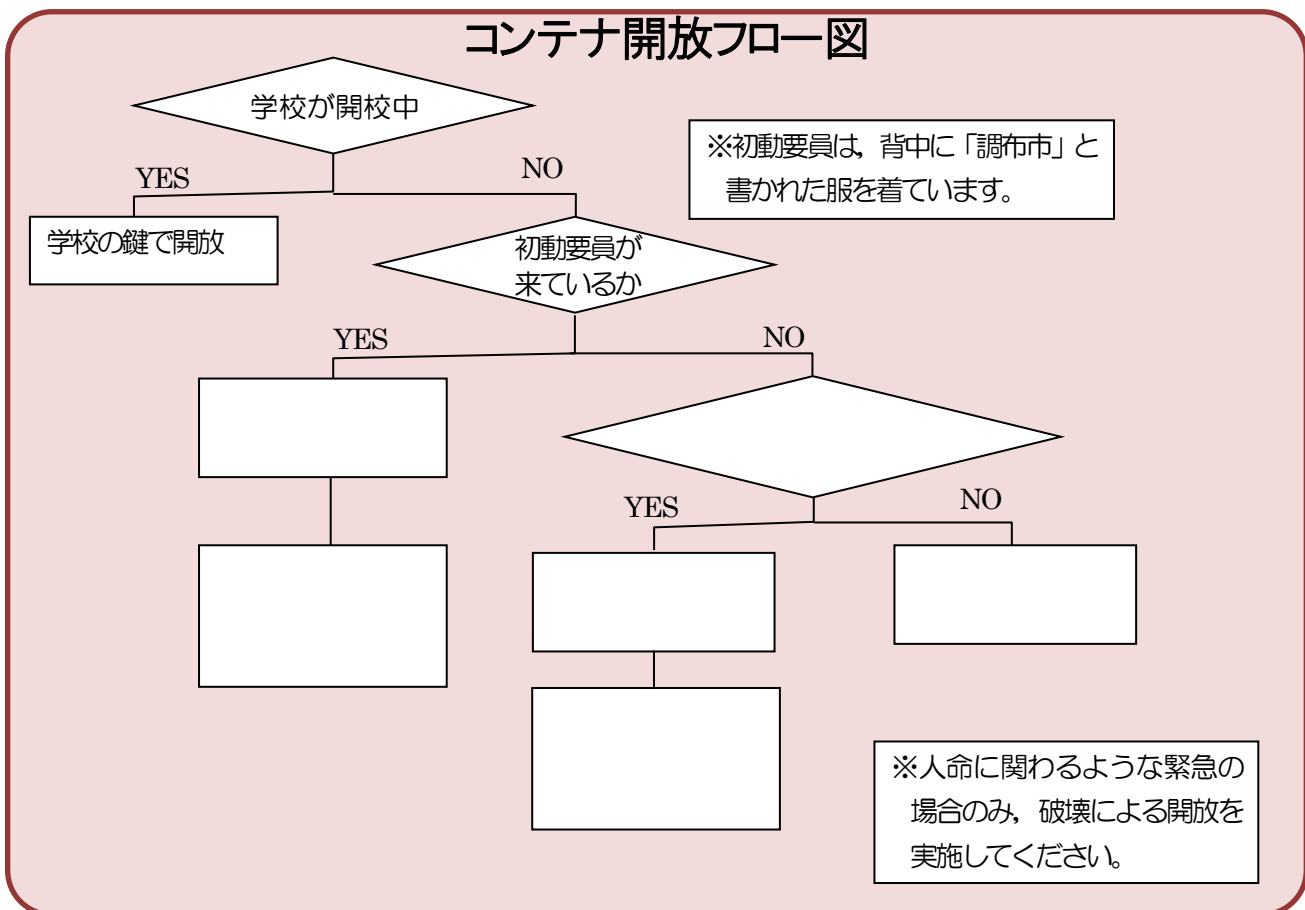 コンテナ開放フロー図
学校が開校中
※初動要員は，背中に「調布市」と
書かれた服を着ています。
YES
NO
学校の鍵で開放
初動要員が
来ているか
YES
NO
YES
NO
※人命に関わるような緊急の
場合のみ，破壊による開放を
実施してください。